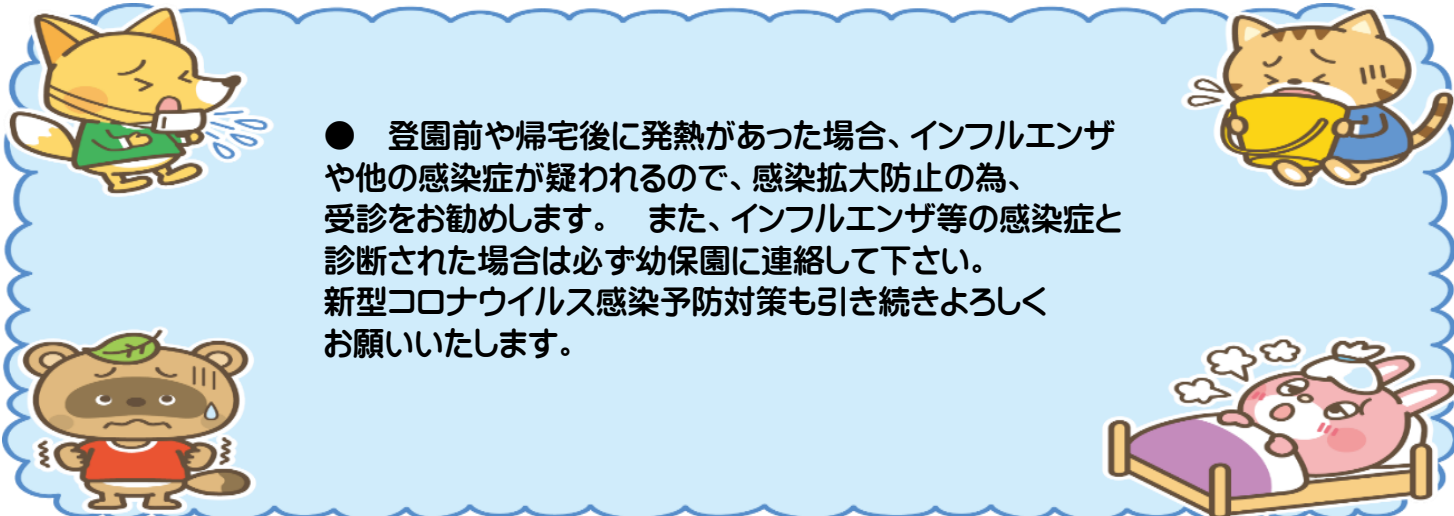 ●　登園前や帰宅後に発熱があった場合、インフルエンザ
や他の感染症が疑われるので、感染拡大防止の為、
受診をお勧めします。　また、インフルエンザ等の感染症と
診断された場合は必ず幼保園に連絡して下さい。
新型コロナウイルス感染予防対策も引き続きよろしく
お願いいたします。